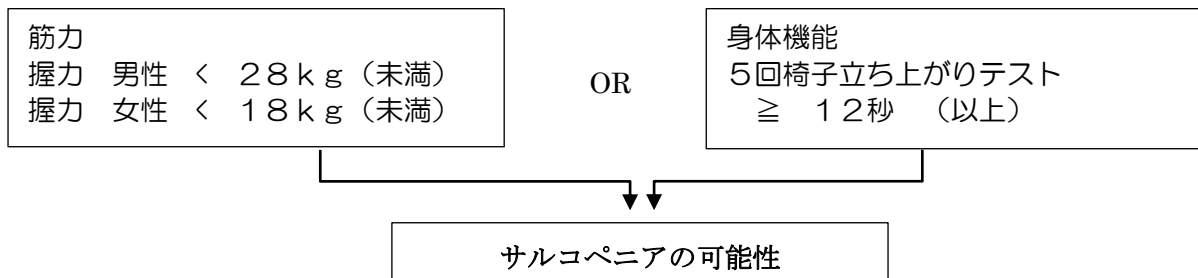 筋力
握力　男性　＜　２８ｋｇ（未満）
握力　女性　＜　１８ｋｇ（未満）
OR
身体機能
５回椅子立ち上がりテスト
≧　１２秒　（以上）
サルコペニアの可能性